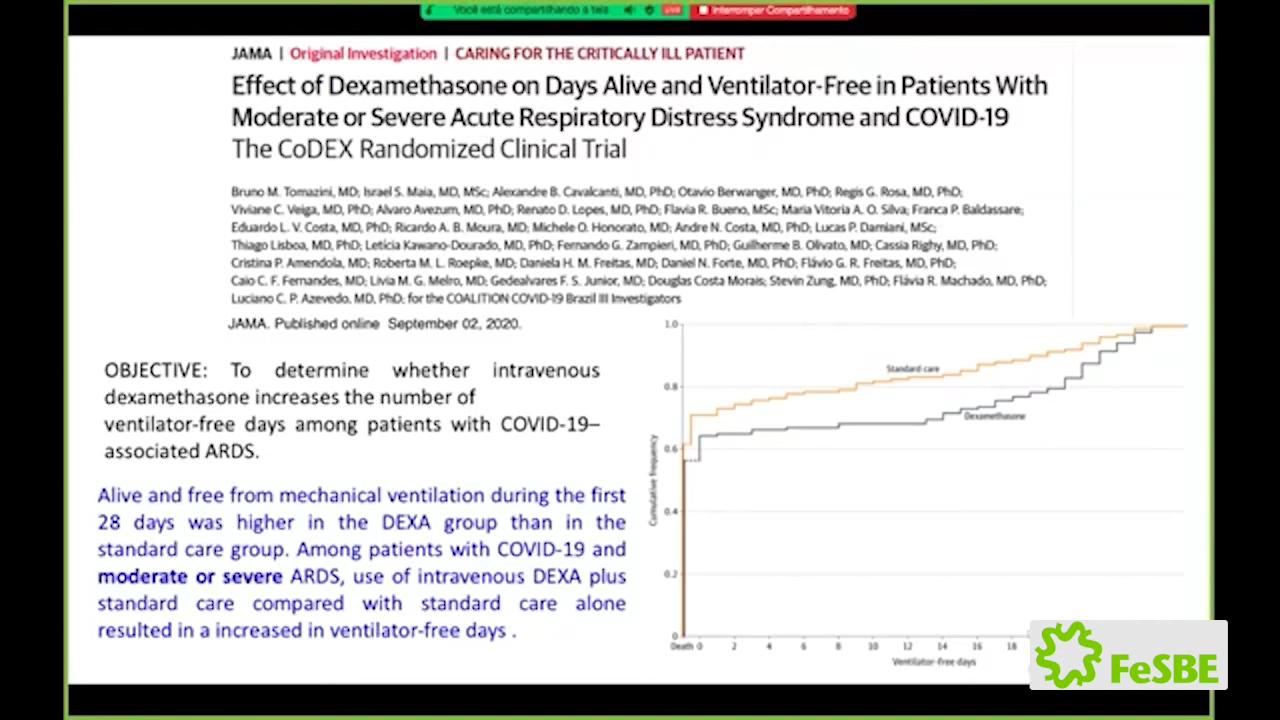 Você está compartilhando a tela
LIVE
Interromper Compartilhamento
JAMA | Original Investigation | CARING FOR THE CRITICALLY ILL PATIENT
Effect of Dexamethasone on Days Alive and Ventilator-Free in Patients With
Moderate or Severe Acute Respiratory Distress Syndrome and COVID-19
The CoDEX Randomized Clinical Trial
Bruno M. Tomazini, MD; Israel S. Maia, MD, MSc; Alexandre B. Cavalcanti, MD, PhD; Otavio Berwanger, MD, PhD; Regis G. Rosa, MD, PhD;
Viviane C. Veiga, MD, PhD; Alvaro Avezum, MD, PhD; Renato D. Lopes, MD, PhD; Flavia R. Bueno, MSc; Maria Vitoria A. O. Silva; Franca P. Baldassare;
Eduardo L. V. Costa, MD, PhD; Ricardo A. B. Moura, MD; Michele O. Honorato, MD; Andre N. Costa, MD, PhD; Lucas P. Damiani, MSc;
Thiago Lisboa, MD, PhD; Letícia Kawano-Dourado, MD, PhD; Fernando G. Zampieri, MD, PhD; Guilherme B. Olivato, MD; Cassia Righy, MD, PhD;
Cristina P. Amendola, MD; Roberta M. L. Roepke, MD; Daniela H. M. Freitas, MD; Daniel N. Forte, MD, PhD; Flávio G. R. Freitas, MD, PhD;
Caio C. F. Fernandes, MD; Livia M. G. Melro, MD; Gedealvares F. S. Junior, MD; Douglas Costa Morais; Stevin Zung, MD, PhD; Flávia R. Machado, MD, PhD;
Luciano C. P. Azevedo, MD, PhD; for the COALITION COVID-19 Brazil III Investigators
JAMA. Published online September 02, 2020.
OBJECTIVE: To determine whether intravenous
dexamethasone increases the number of
ventilator-free days among patients with COVID-19–
associated ARDS.
Alive and free from mechanical ventilation during the first
28 days was higher in the DEXA group than in the
standard care group. Among patients with COVID-19 and
moderate or severe ARDS, use of intravenous DEXA plus
standard care compared with standard care alone
resulted in a increased in ventilator-free days .
1.0
0.8
0.6
0.4
0.2
0
Cumulative frequency
Standard care
Dexamethasone
Death 0 2 4 6 8 10 12 14 16 18
Ventilator-free days
FeSBE